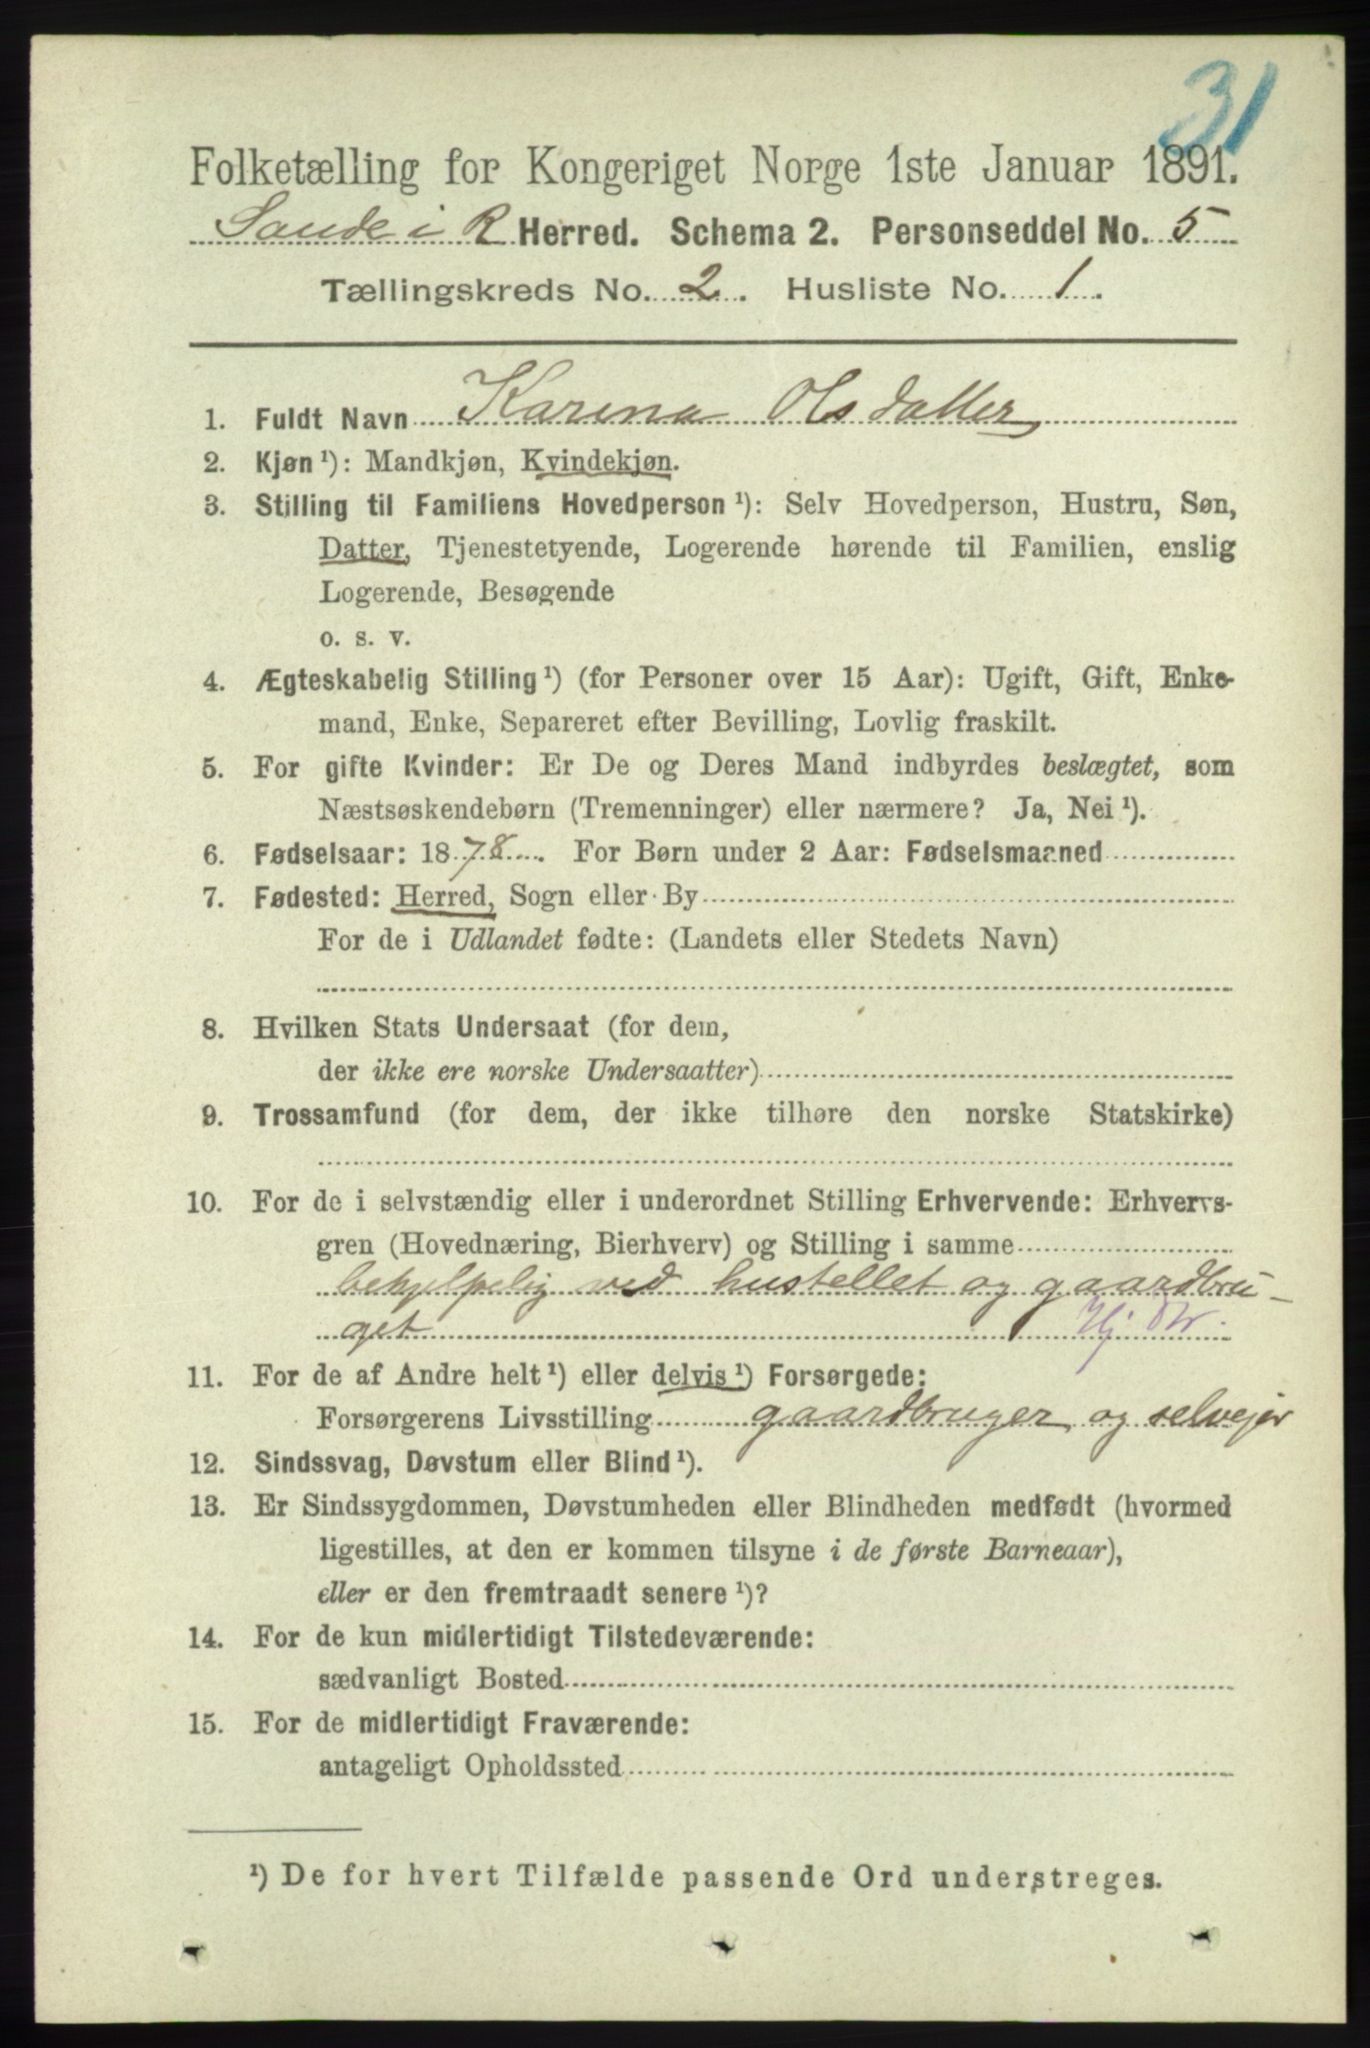 31
Folketælling for Kongeriget Norge 1ste Januar 1891.
Sande i R Herred. Schema 2. Personseddel No. 5
Tællingskreds No. 2. Husliste No. 1.
1. Fuldt Navn Karina Olsdatter
2. Kjøn ¹): Mandkjøn, Kvindekjøn.
3. Stilling til Familiens Hovedperson ¹): Selv Hovedperson, Hustru, Søn,
Datter, Tjenestetyende, Logerende hørende til Familien, enslig
Logerende, Besøgende
o. s. v.
4. Ægteskabelig Stilling ¹) (for Personer over 15 Aar): Ugift, Gift, Enke-
mand, Enke, Separeret efter Bevilling, Lovlig fraskilt.
5. For gifte Kvinder: Er De og Deres Mand indbyrdes beslægtet, som
Næstsøskendebørn (Tremenninger) eller nærmere? Ja, Nei ¹).
6. Fødselsaar: 1878. For Børn under 2 Aar: Fødselsmaaned
7. Fødested: Herred, Sogn eller By
For de i Udlandet fødte: (Landets eller Stedets Navn)
8. Hvilken Stats Undersaat (for dem,
der ikke ere norske Undersaatter)
9. Trossamfund (for dem, der ikke tilhøre den norske Statskirke)
10. For de i selvstændig eller i underordnet Stilling Erhvervende: Erhvervs-
gren (Hovednæring, Bierhverv) og Stilling i samme
behjelpelig ved hustellet og gaardbru-
get
11. For de af Andre helt ¹) eller delvis ¹) Forsørgede:
Forsørgerens Livsstilling gaardbruger og selvejer
12. Sindssvag, Døvstum eller Blind ¹).
13. Er Sindssygdommen, Døvstumheden eller Blindheden medfødt (hvormed
ligestilles, at den er kommen tilsyne i de første Barneaar),
eller er den fremtraadt senere ¹)?
14. For de kun midlertidigt Tilstedeværende:
sædvanligt Bosted
15. For de midlertidigt Fraværende:
antageligt Opholdssted
¹) De for hvert Tilfælde passende Ord understreges.